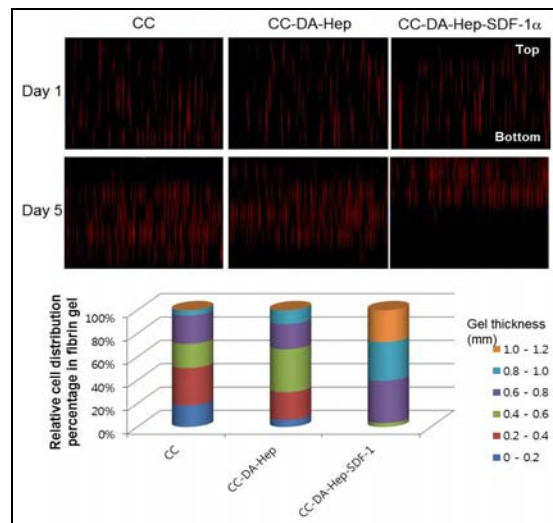 CC CC-DA-Hep CC-DA-Hep-SDF-1α
Day 1
Top
Bottom
Day 5
Relative cell distribution
percentage in fibrin gel
100%
80%
60%
40%
20%
0%
CC
CC-DA-Hep
CC-DA-Hep-SDF-1
Gel thickness
(mm)
1.0 - 1.2
0.8 - 1.0
0.6 - 0.8
0.4 - 0.6
0.2 - 0.4
0 - 0.2